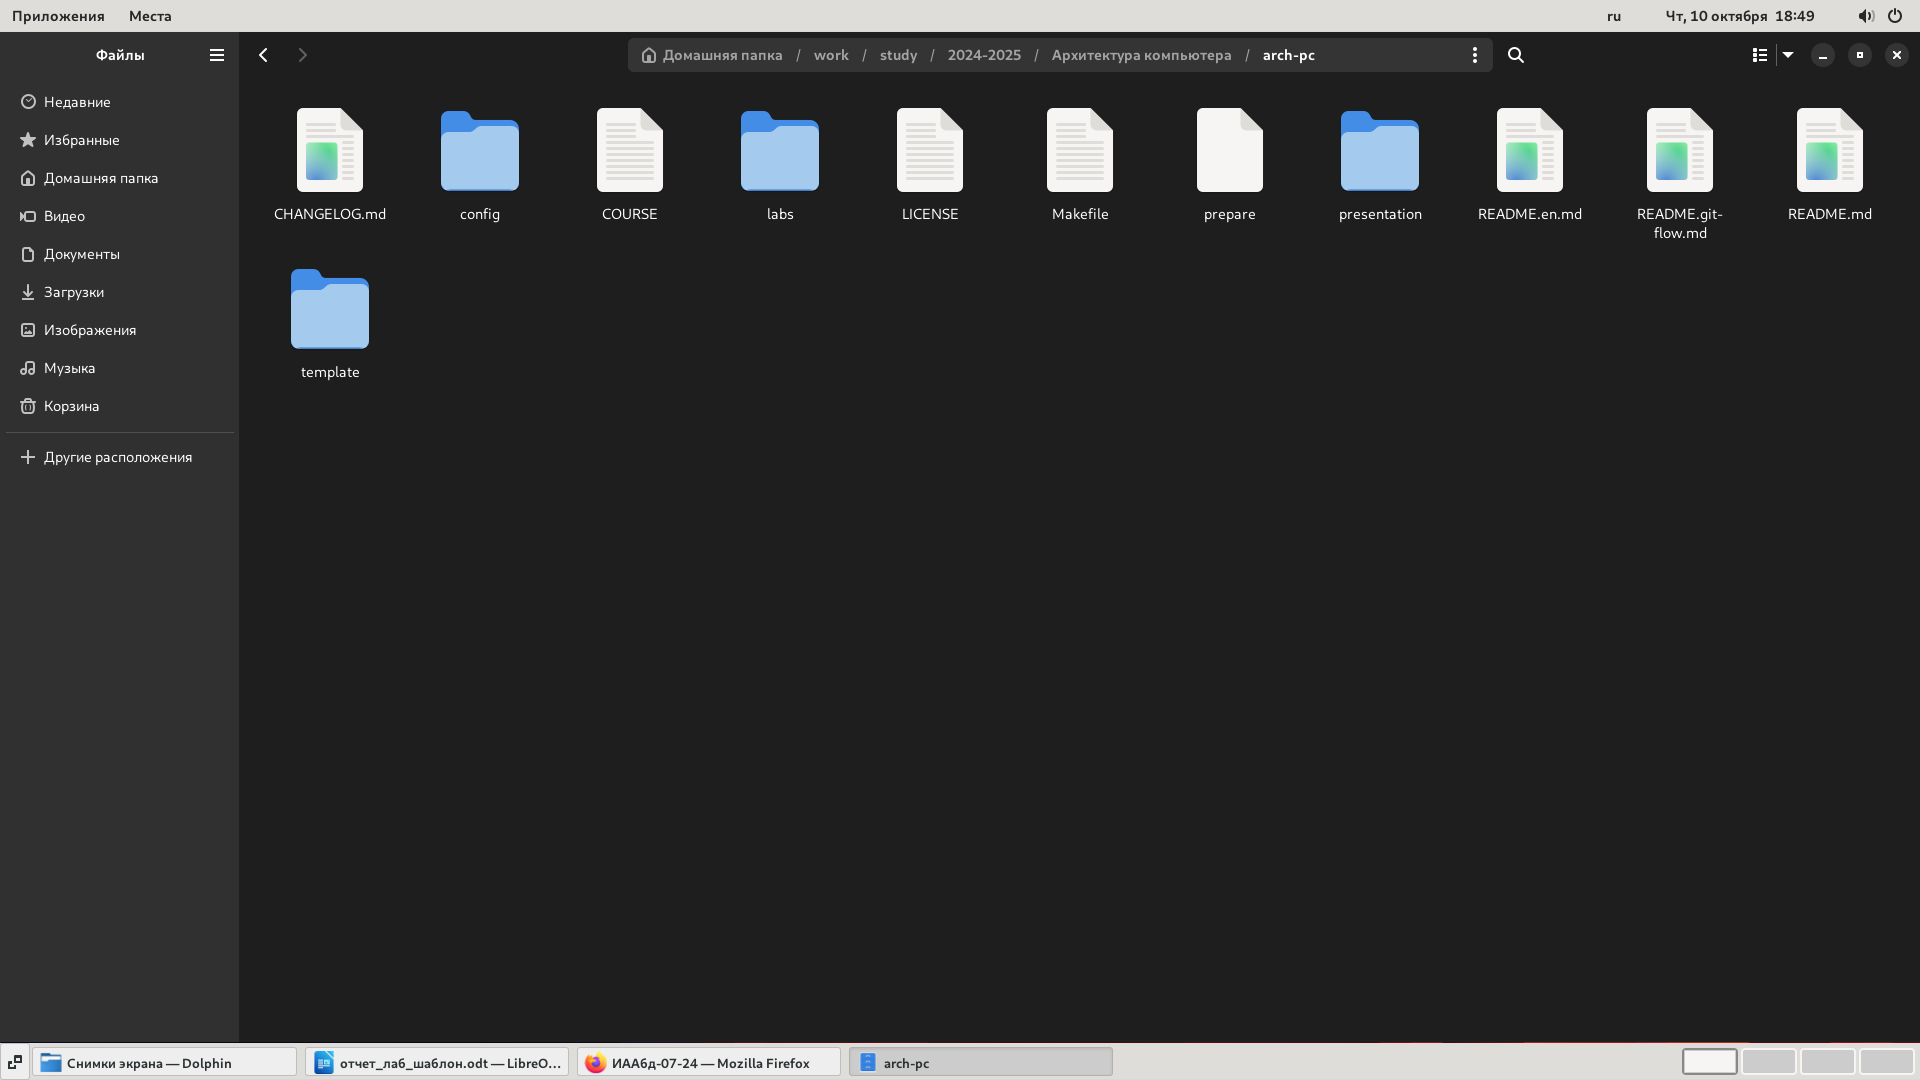 Приложения Места ru Чт, 10 октября 18:49
Файлы Домашняя папка / work / study / 2024-2025 / Архитектура компьютера / arch-pc
Недавние
Избранные
Домашняя папка
Видео
Документы
Загрузки
Изображения
Музыка
Корзина
Другие расположения
CHANGELOG.md config COURSE labs LICENSE Makefile prepare presentation README.en.md README.git-
flow.md
README.md
template
Снимки экрана — Dolphin отчет_лаб_шаблон.odt — LibreO... ИААбд-07-24 — Mozilla Firefox arch-pc